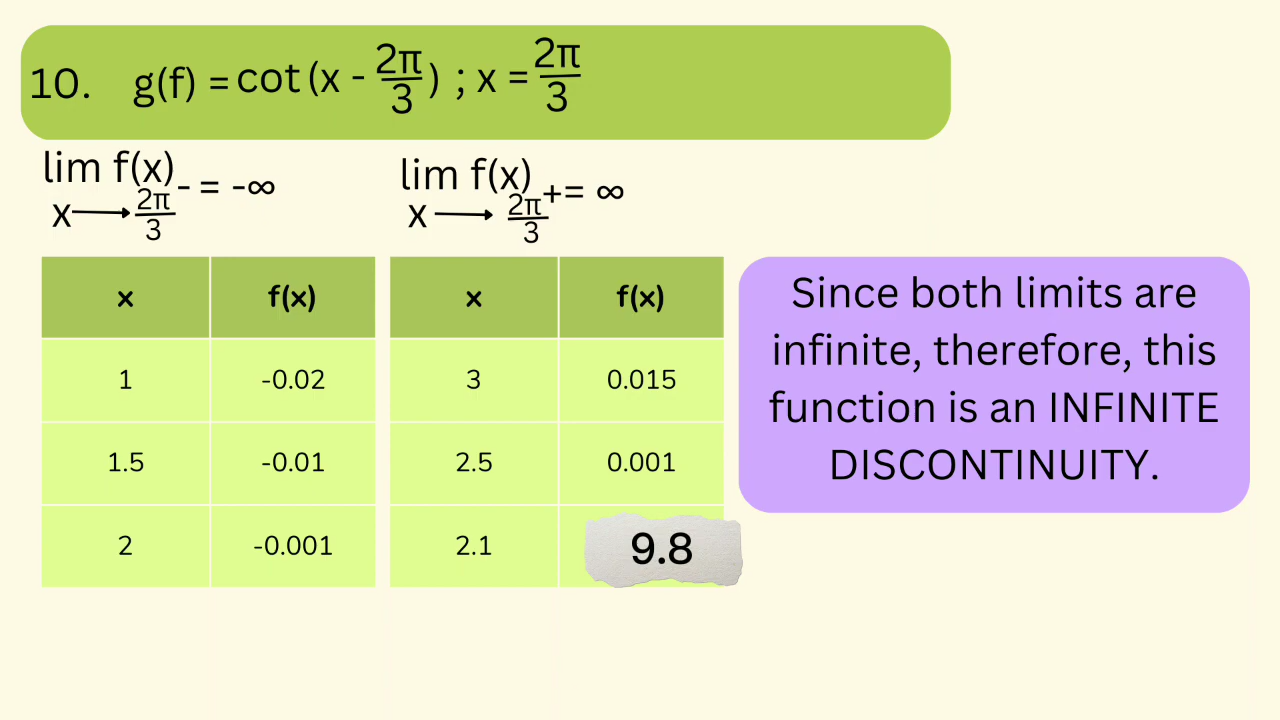 10. g(f) = cot (x - 2π/3) ; x = 2π/3
lim f(x) - = -∞
x → 2π/3
lim f(x) + = ∞
x → 2π/3
x f(x)
1 -0.02
1.5 -0.01
2 -0.001
x f(x)
3 0.015
2.5 0.001
2.1 9.8
Since both limits are
infinite, therefore, this
function is an INFINITE
DISCONTINUITY.